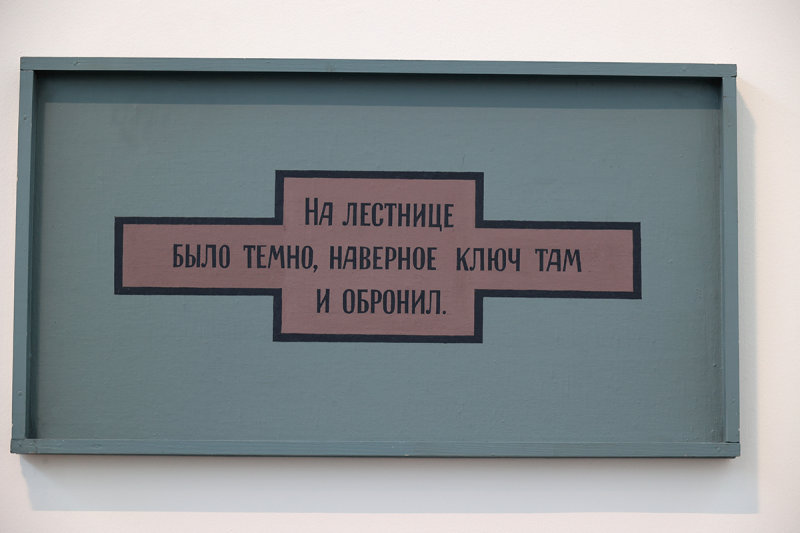 На лестнице
было темно, наверное ключ там
и обронил.